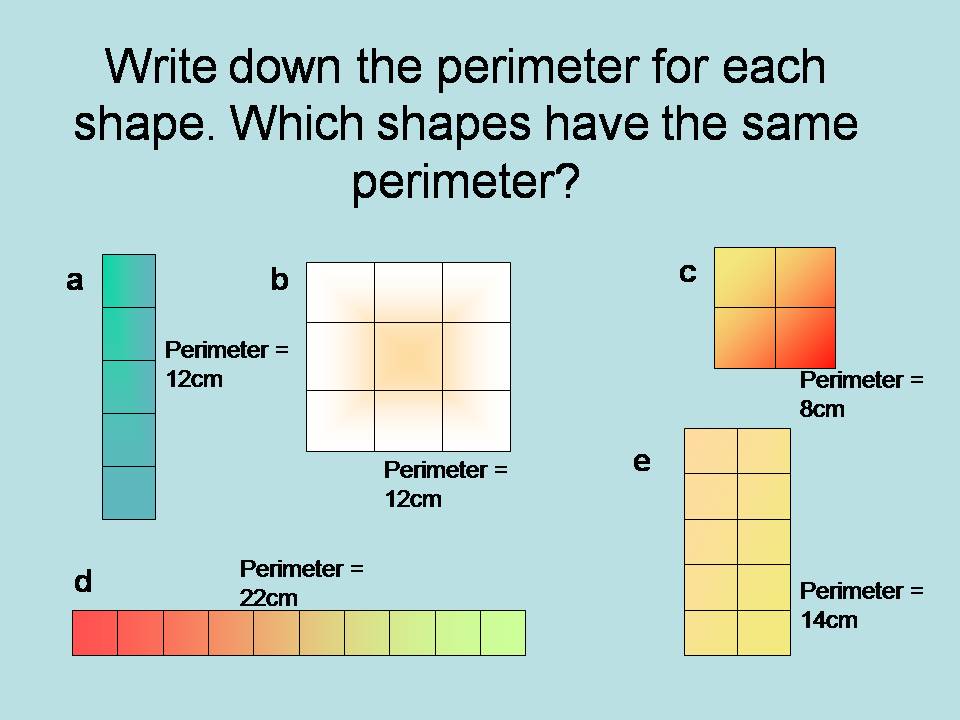 Write down the perimeter for each
shape. Which shapes have the same
perimeter?
a
Perimeter =
12cm
b
Perimeter =
12cm
c
Perimeter =
8cm
d
Perimeter =
22cm
e
Perimeter =
14cm